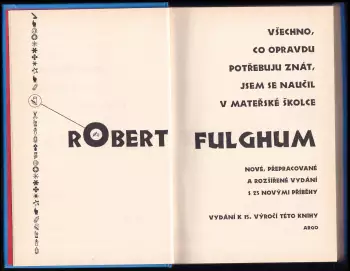 VŠECHNO,
CO OPRAVDU
POTŘEBUJU ZNÁT,
JSEM SE NAUČIL
V MATEŘSKÉ ŠKOLCE
ROBERT FULGHUM
NOVÉ, PŘEPRACOVANÉ
A ROZŠÍŘENÉ VYDÁNÍ
S 25 NOVÝMI PŘÍBĚHY
VYDÁNÍ K 15. VÝROČÍ TÉTO KNIHY
ARGO